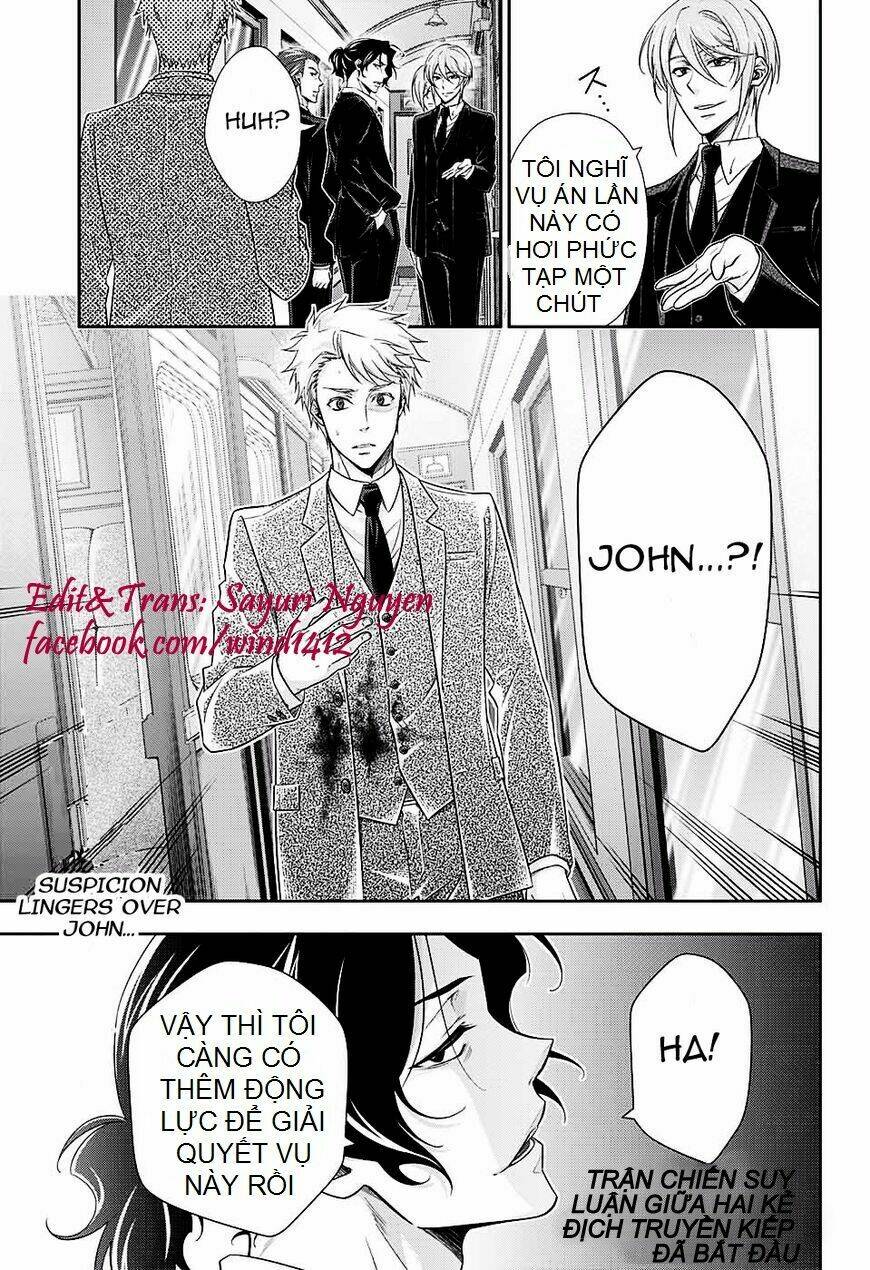 ス...
TÔI NGHĨ
VỤ ÁN LẦN
NÀY CÓ
HƠI PHỨC
TẠP MỘT
CHÚT
HUH?
JOHN...?!
Edit&Trans: Sayuri Nguyen
facebook.com/wind1412
SUSPICION
LINGERS OVER
JOHN...
HA!
VẬY THÌ TÔI
CÀNG CÓ
THÊM ĐỘNG
LỰC ĐỂ GIẢI
QUYẾT VỤ
NÀY RỒI
TRẬN CHIẾN SUY
LUẬN GIỮA HAI KẺ
ĐỊCH TRUYỀN KIẾP
ĐÃ BẮT ĐẦU